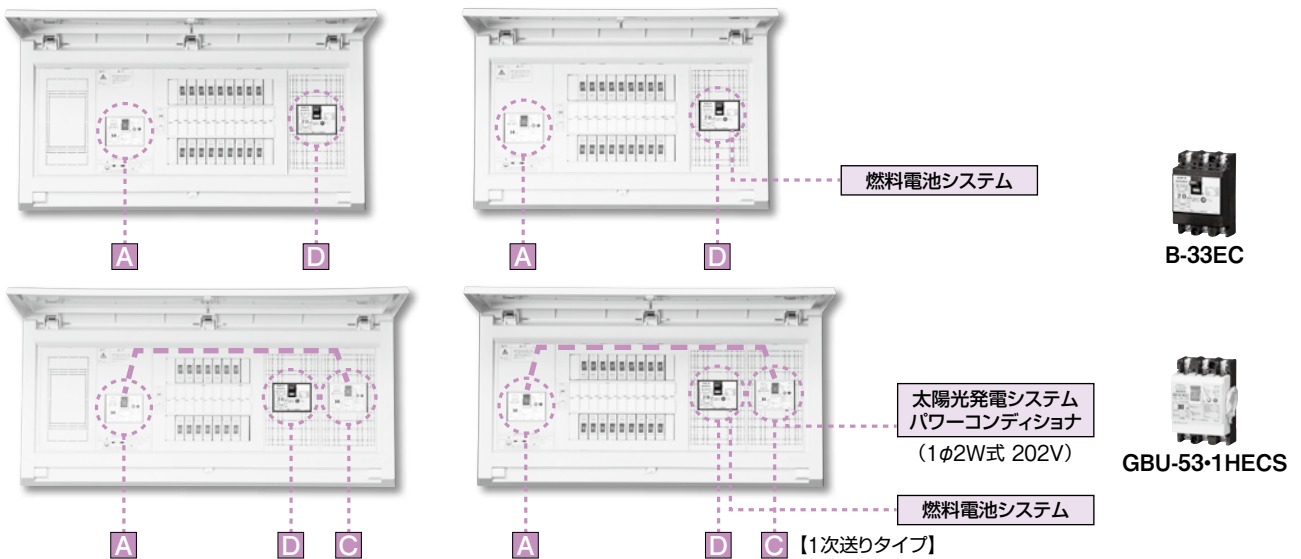 燃料電池システム
A
D
A
D
B-33EC
太陽光発電システム
パワーコンディショナ
（1φ2W式 202V）
GBU-53•1HECS
燃料電池システム
A
D
C
A
D
C
【1次送りタイプ】